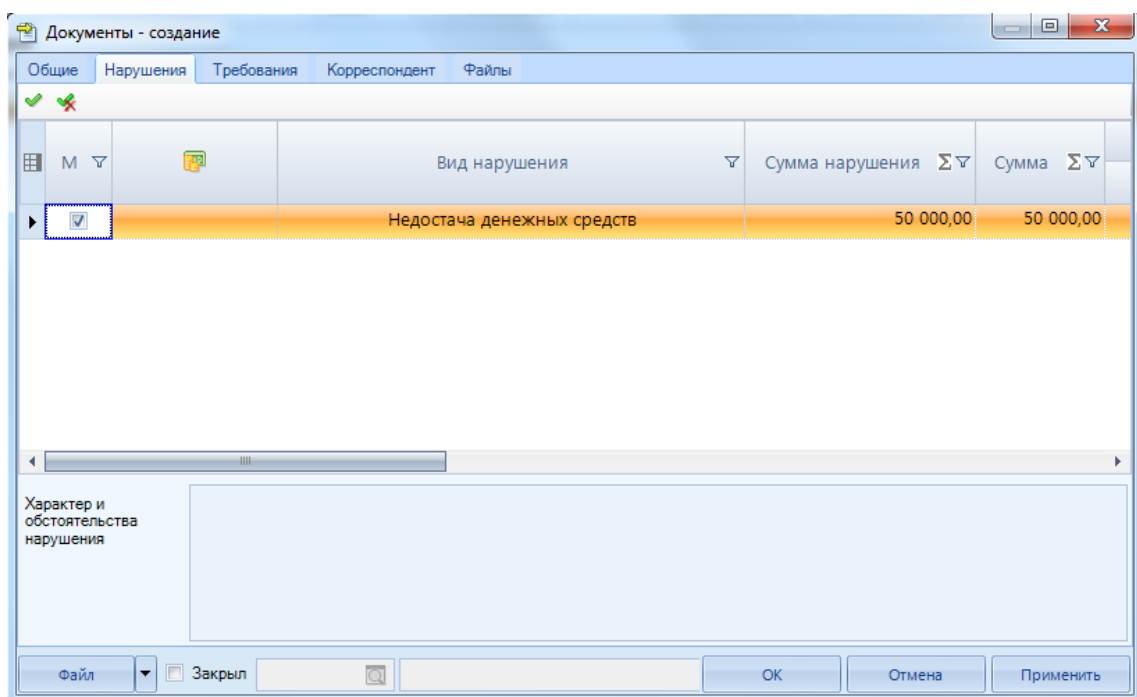 Документы - создание
Общие Нарушения Требования Корреспондент Файлы
М Вид нарушения Сумма нарушения Σ Сумма Σ
Недостача денежных средств 50 000,00 50 000,00
Характер и
обстоятельства
нарушения
Файл Закрыл OK Отмена Применить